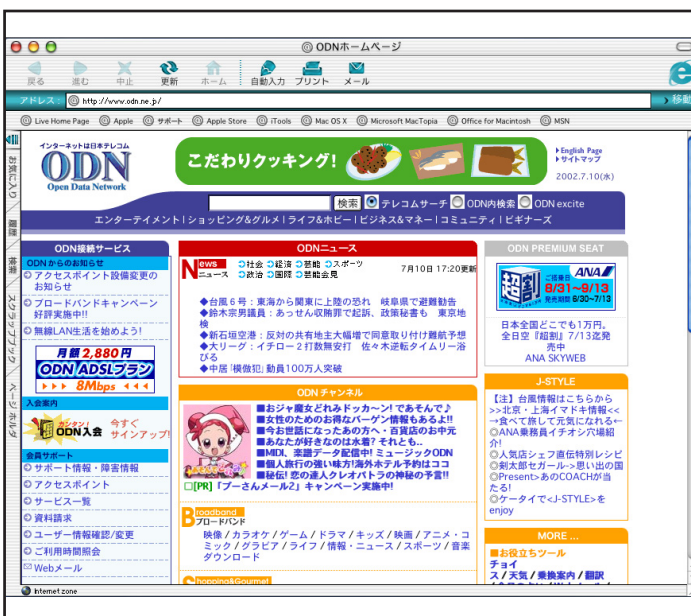 ODNホームページ
戻る 進む 中止 更新 ホーム 自動入力 プリント メール
アドレス: http://www.odn.ne.jp/ 移動
Live Home Page Apple サポート Apple Store iTools Mac OS X Microsoft MacTopia Office for Macintosh MSN
お気に入り
履歴
検索
スクラップブック
ページ ホルダ
インターネットは日本テレコム
ODN
Open Data Network
こだわりクッキング!
English Page
サイトマップ
2002.7.10(水)
検索 テレコムサーチ ODN内検索 ODN excite
エンターテイメント|ショッピング&グルメ|ライフ&ホビー|ビジネス&マネー|コミュニティ|ビギナーズ
ODN接続サービス
ODN からのお知らせ
アクセスポイント設備変更の
お知らせ
ブロードバンドキャンペーン
好評実施中!!
無線LAN生活を始めよう!
月額 2,880 円
ODN ADSLプラン
8Mbps
入会案内
カンタン!
ODN入会
今すぐ
サインアップ!
会員サポート
サポート情報・障害情報
アクセスポイント
サービス一覧
資料請求
ユーザー情報確認/変更
ご利用時間照会
Webメール
ODNニュース
News
ニュース
社会 経済 芸能 スポーツ
政治 国際 芸能会見
7月10日 17:20更新
◆台風6号:東海から関東に上陸の恐れ 岐阜県で避難勧告
◆鈴木宗男議員:あっせん収賄罪で起訴、政策秘書も 東京地
検
◆新石垣空港:反対の共有地主大幅増で同意取り付け難航予想
◆大リーグ:イチロー2打数無安打 佐々木逆転タイムリー浴
びる
◆中居「模倣犯」動員100万人突破
ODN チャンネル
■おジャ魔女どれみドッカ〜ン!であそんで♪
■女性のためのお得なバーゲン情報もあるよ!!
■今お世話になったあの方へ・百貨店のお中元
■あなたが好きなのは水着? それとも..
■MIDI、楽譜データ配信中! ミュージックODN
■個人旅行の強い味方!海外ホテル予約はココ
■秘伝! 恋の達人クレオパトラの神秘の予言!!
□[PR]「プーさんメール2」キャンペーン実施中!
Broadband
ブロードバンド
映像 / カラオケ / ゲーム / ドラマ / キッズ / 映画 / アニメ・コ
ミック / グラビア / ライフ / 情報・ニュース / スポーツ / 音楽
ダウンロード
Shopping&Gourmet
ODN PREMIUM SEAT
超割
ANA
ご搭乗日
8/31~9/13
発売期間 6/30~7/13
日本全国どこでも1万円。
全日空『超割』7/13迄発
売中
ANA SKYWEB
J-STYLE
【注】台風情報はこちらから
>>北京・上海イマドキ情報<<
→食べて旅して元気になれる←
◎ANA乗務員イチオシ穴場紹
介!
◎人気店シェフ直伝特別レシピ
◎剣太郎セガール->思い出の国
◎Present>あのCOACHが当
たる!
◎ケータイで<J-STYLE>を
enjoy
MORE ...
■お役立ちツール
チョイ
ス / 天気 / 乗換案内 / 翻訳
Internet zone